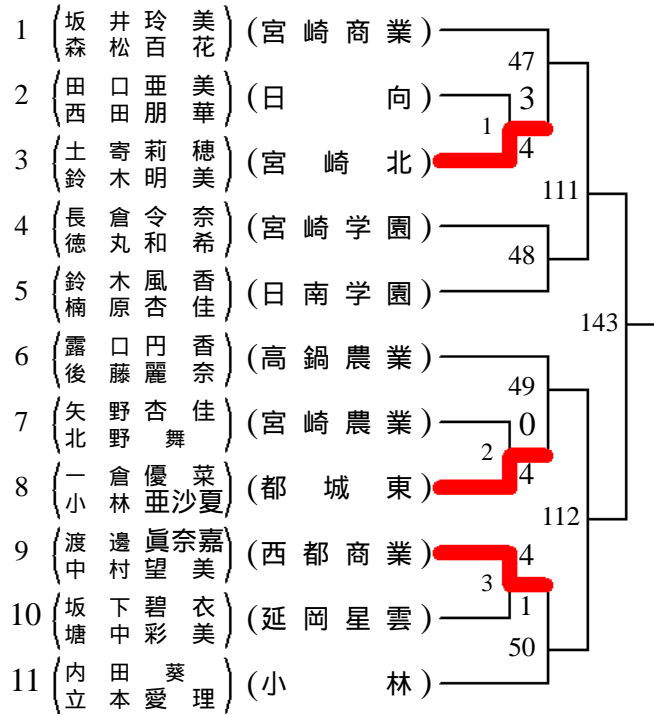 1 坂井玲美 森松百花 (宮崎商業)
47
2 田口亜美 西田朋華 (日向)
3
1
4
3 土寄莉穂 鈴木明美 (宮崎北)
111
4 長倉令奈 徳丸和希 (宮崎学園)
48
5 鈴木風香 楠原杏佳 (日南学園)
143
6 露口円香 後藤麗奈 (高鍋農業)
49
7 矢野杏佳 北野舞 (宮崎農業)
0
2
4
8 一倉優菜 小林亜沙夏 (都城東)
112
9 渡邊眞奈嘉 中村望美 (西都商業)
4
3
1
10 坂下碧衣 塘中彩美 (延岡星雲)
50
11 内田葵 立本愛理 (小林)